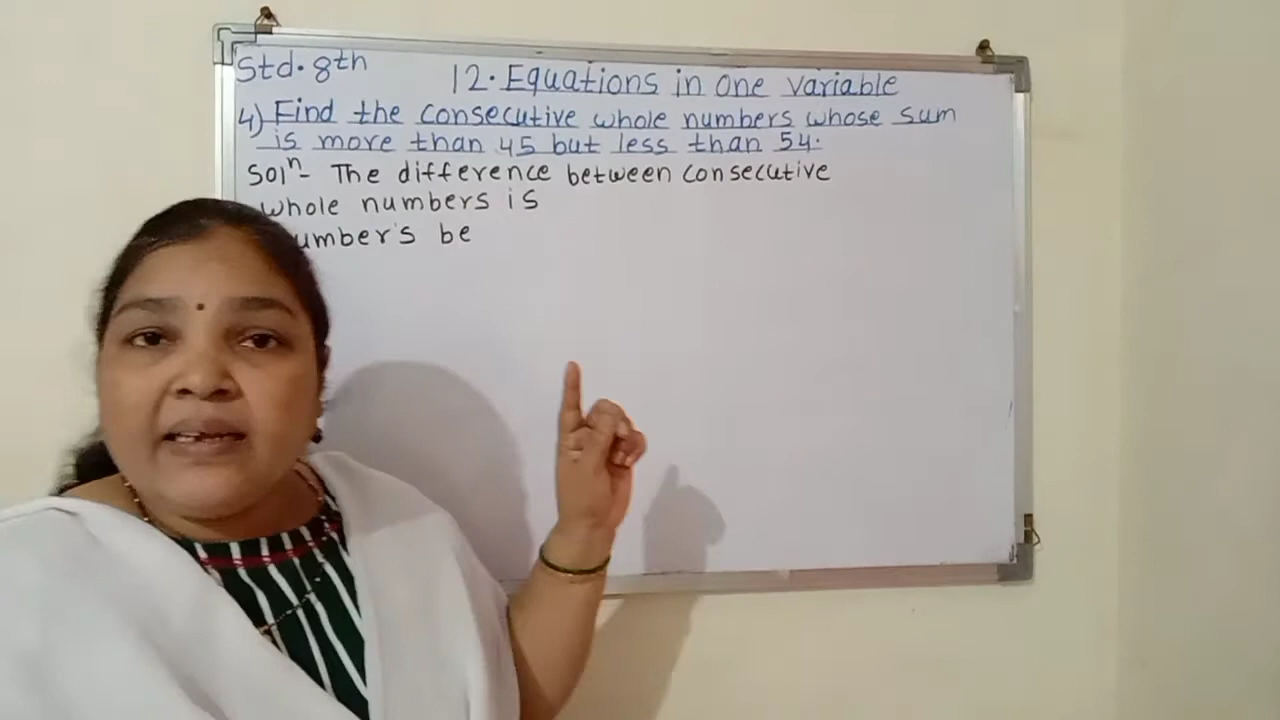 Std. 8th
12. Equations in one variable
4) Find the consecutive whole numbers whose sum
is more than 45 but less than 54.
Solⁿ- The difference between consecutive
whole numbers is
umber's be